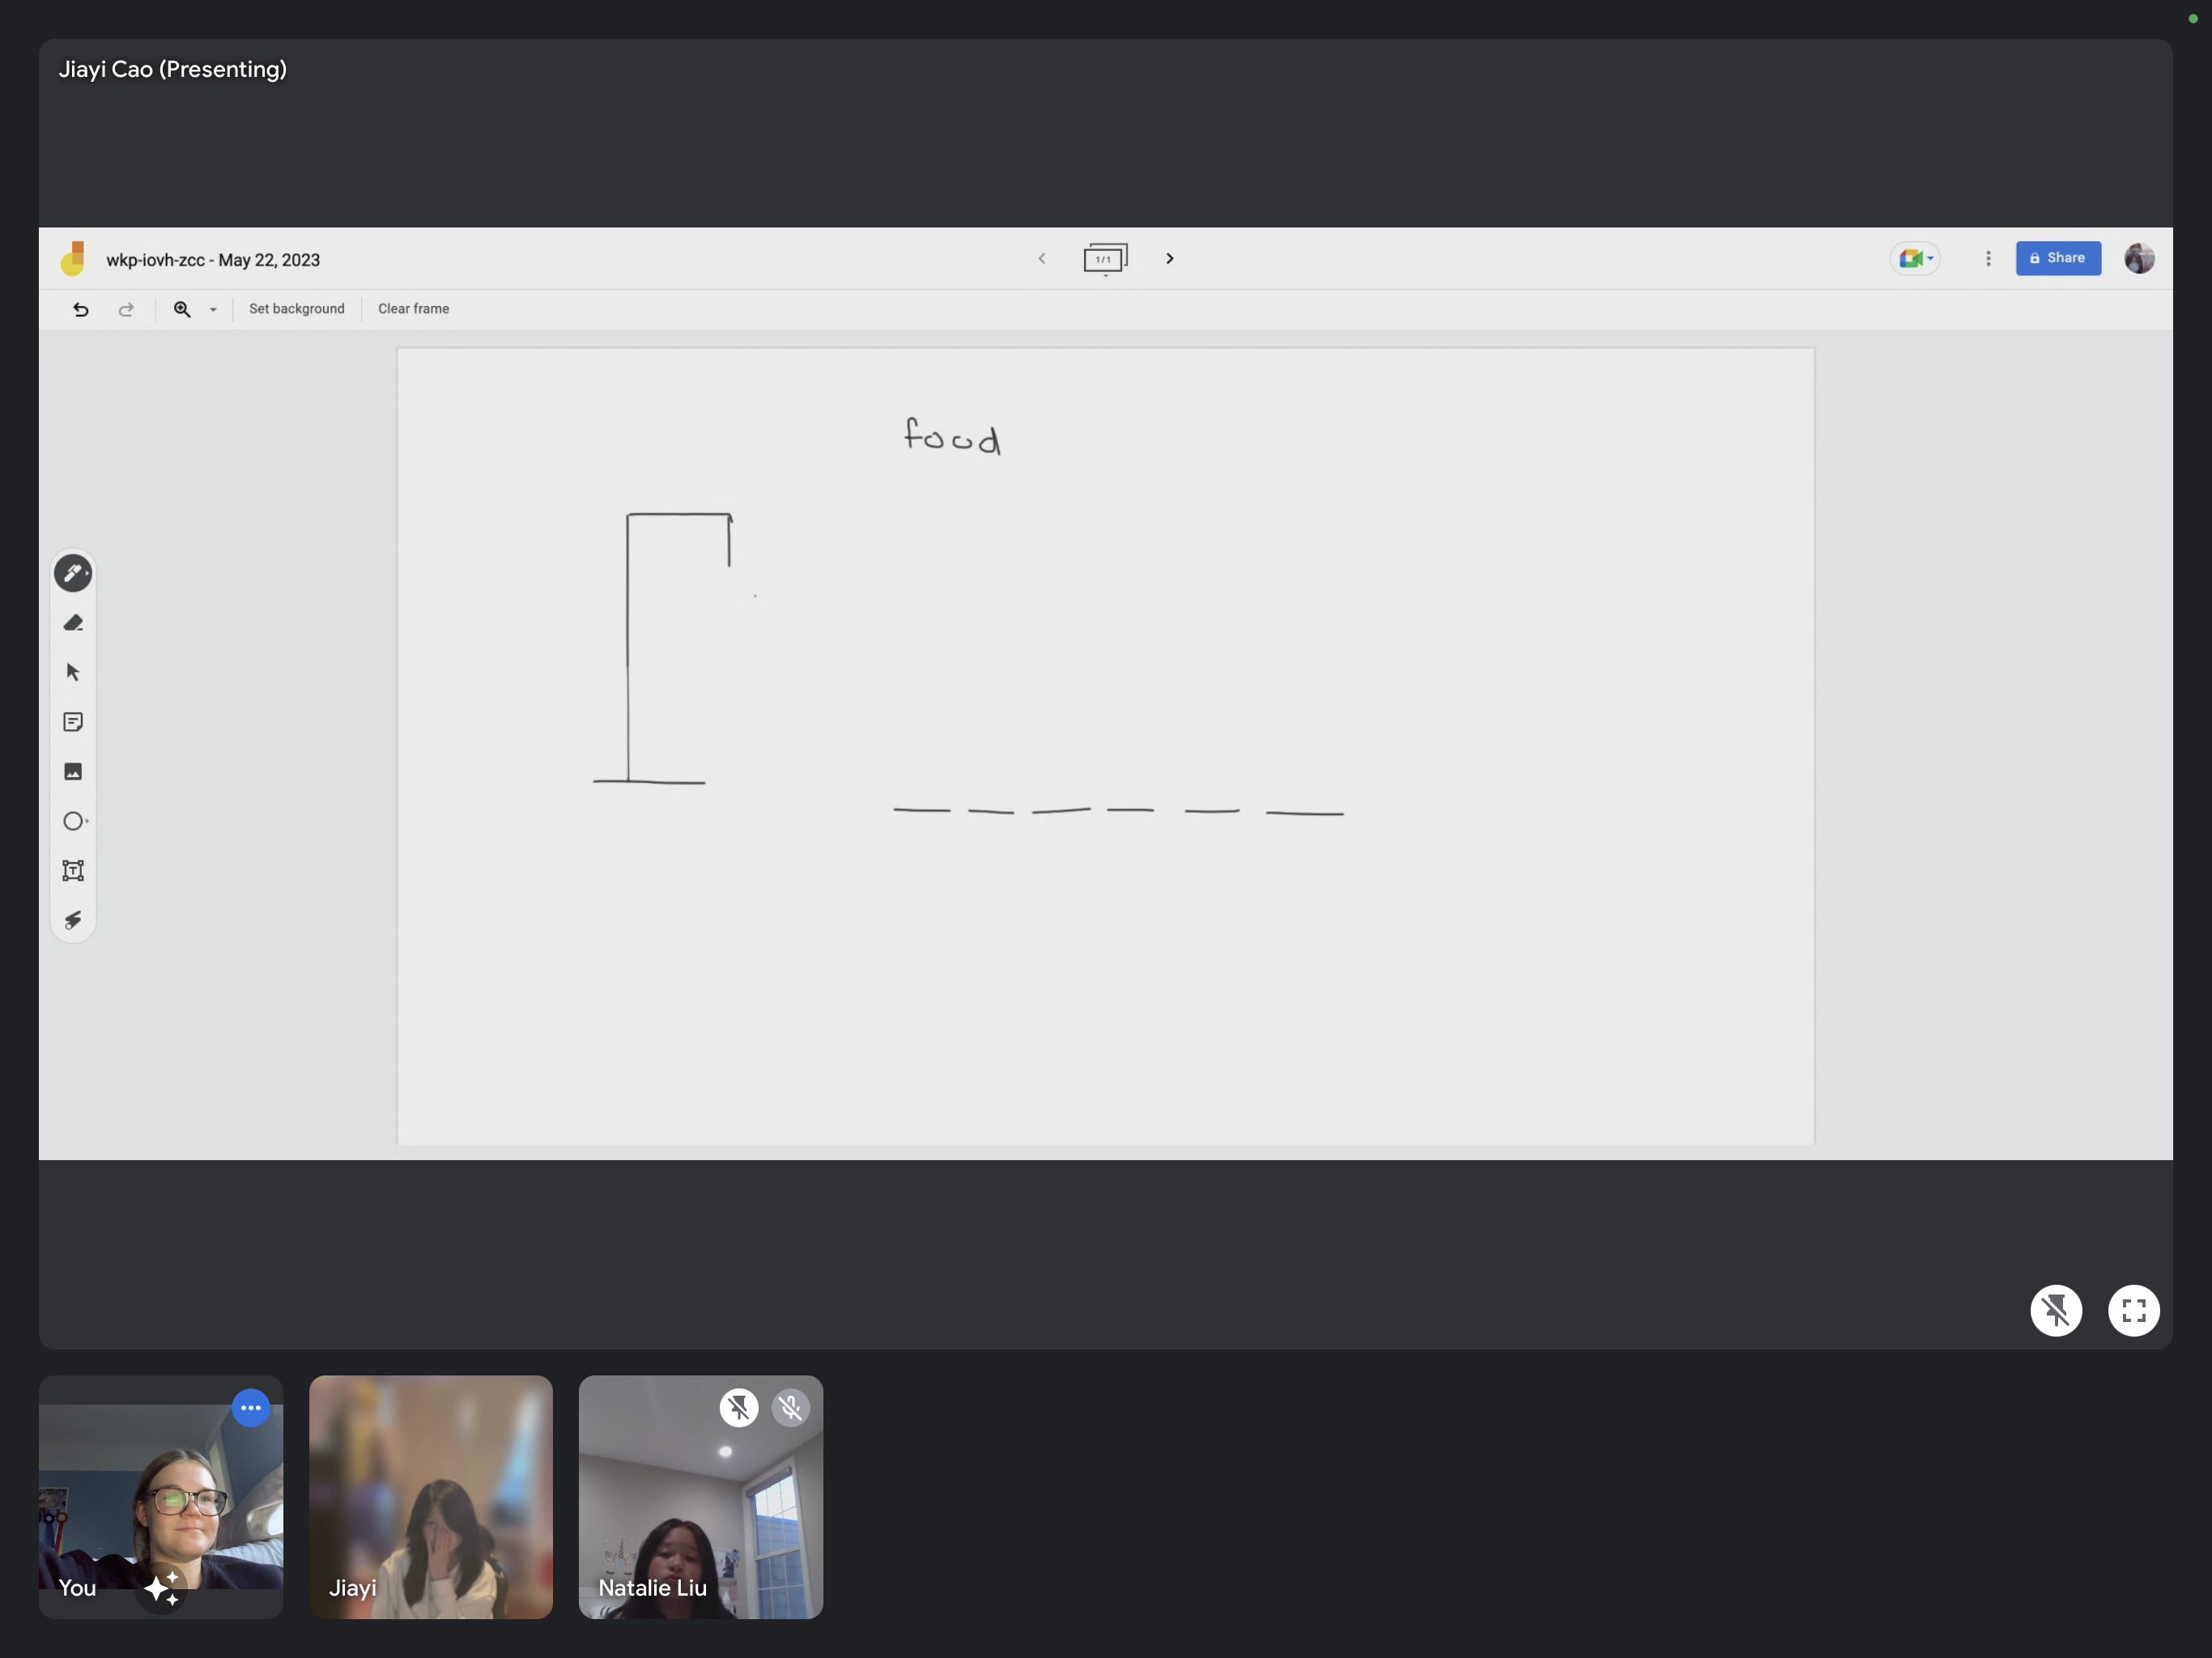 Jiayi Cao (Presenting)
wkp-iovh-zcc - May 22, 2023
1/1
Share
Set background
Clear frame
food
You
Jiayi
Natalie Liu